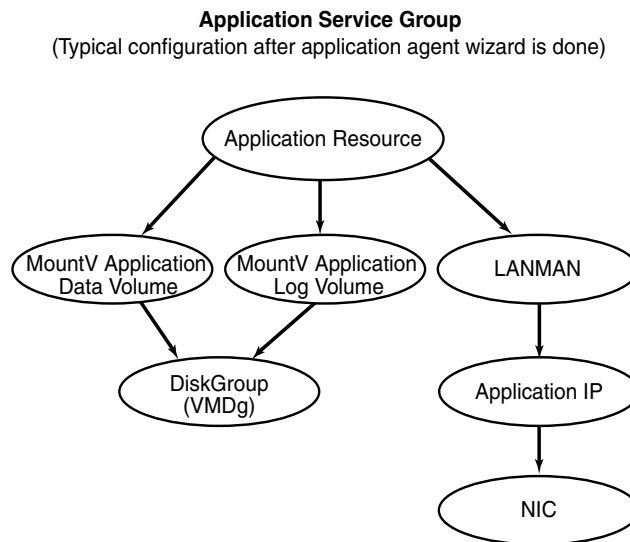 Application Service Group
(Typical configuration after application agent wizard is done)
Application Resource
MountV Application
Data Volume
MountV Application
Log Volume
LANMAN
DiskGroup
(VMDg)
Application IP
NIC